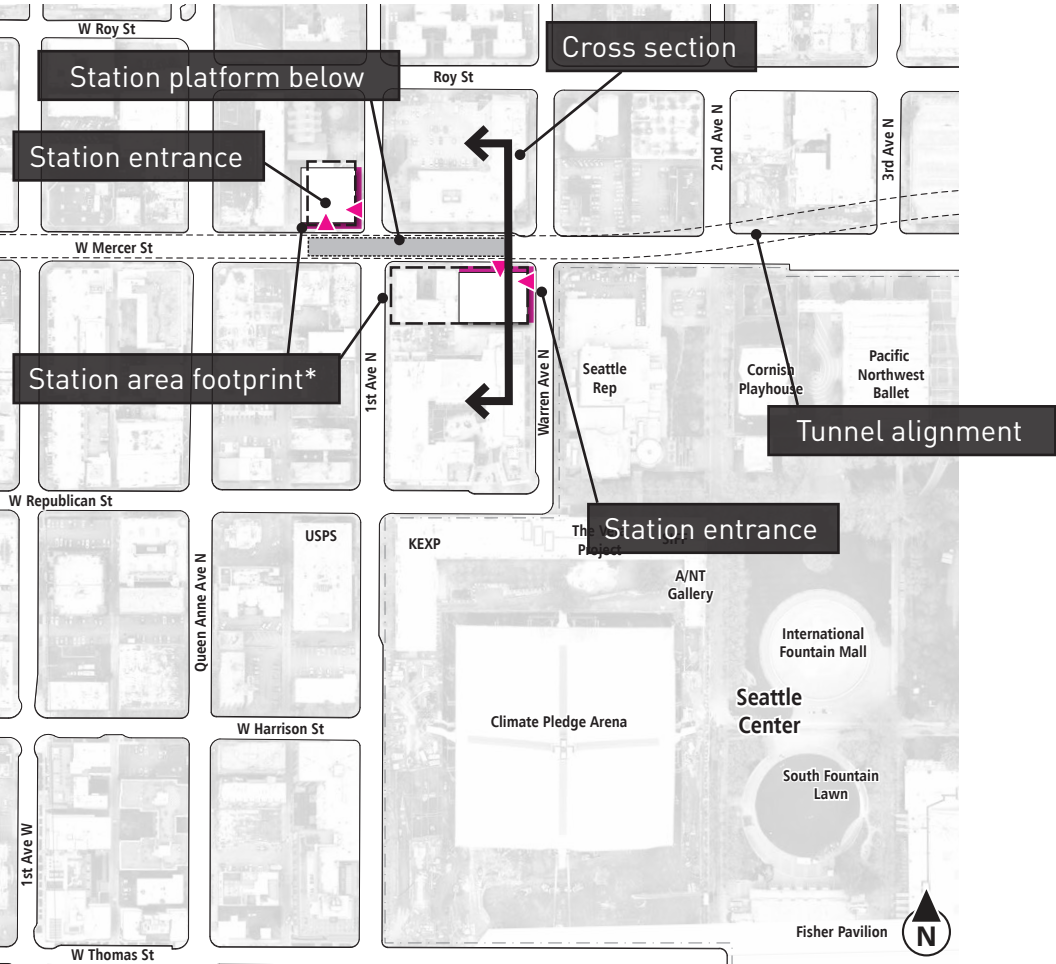 W Roy St
Cross section
Station platform below
Roy St
2nd Ave N
3rd Ave N
Station entrance
W Mercer St
Station area footprint*
1st Ave N
Warren Ave N
Seattle
Rep
Cornish
Playhouse
Pacific
Northwest
Ballet
Tunnel alignment
W Republican St
Station entrance
The
Project
USPS
KEXP
A/NT
Gallery
Queen Anne Ave N
International
Fountain Mall
Seattle
Center
Climate Pledge Arena
W Harrison St
South Fountain
Lawn
1st Ave W
Fisher Pavilion
N
W Thomas St